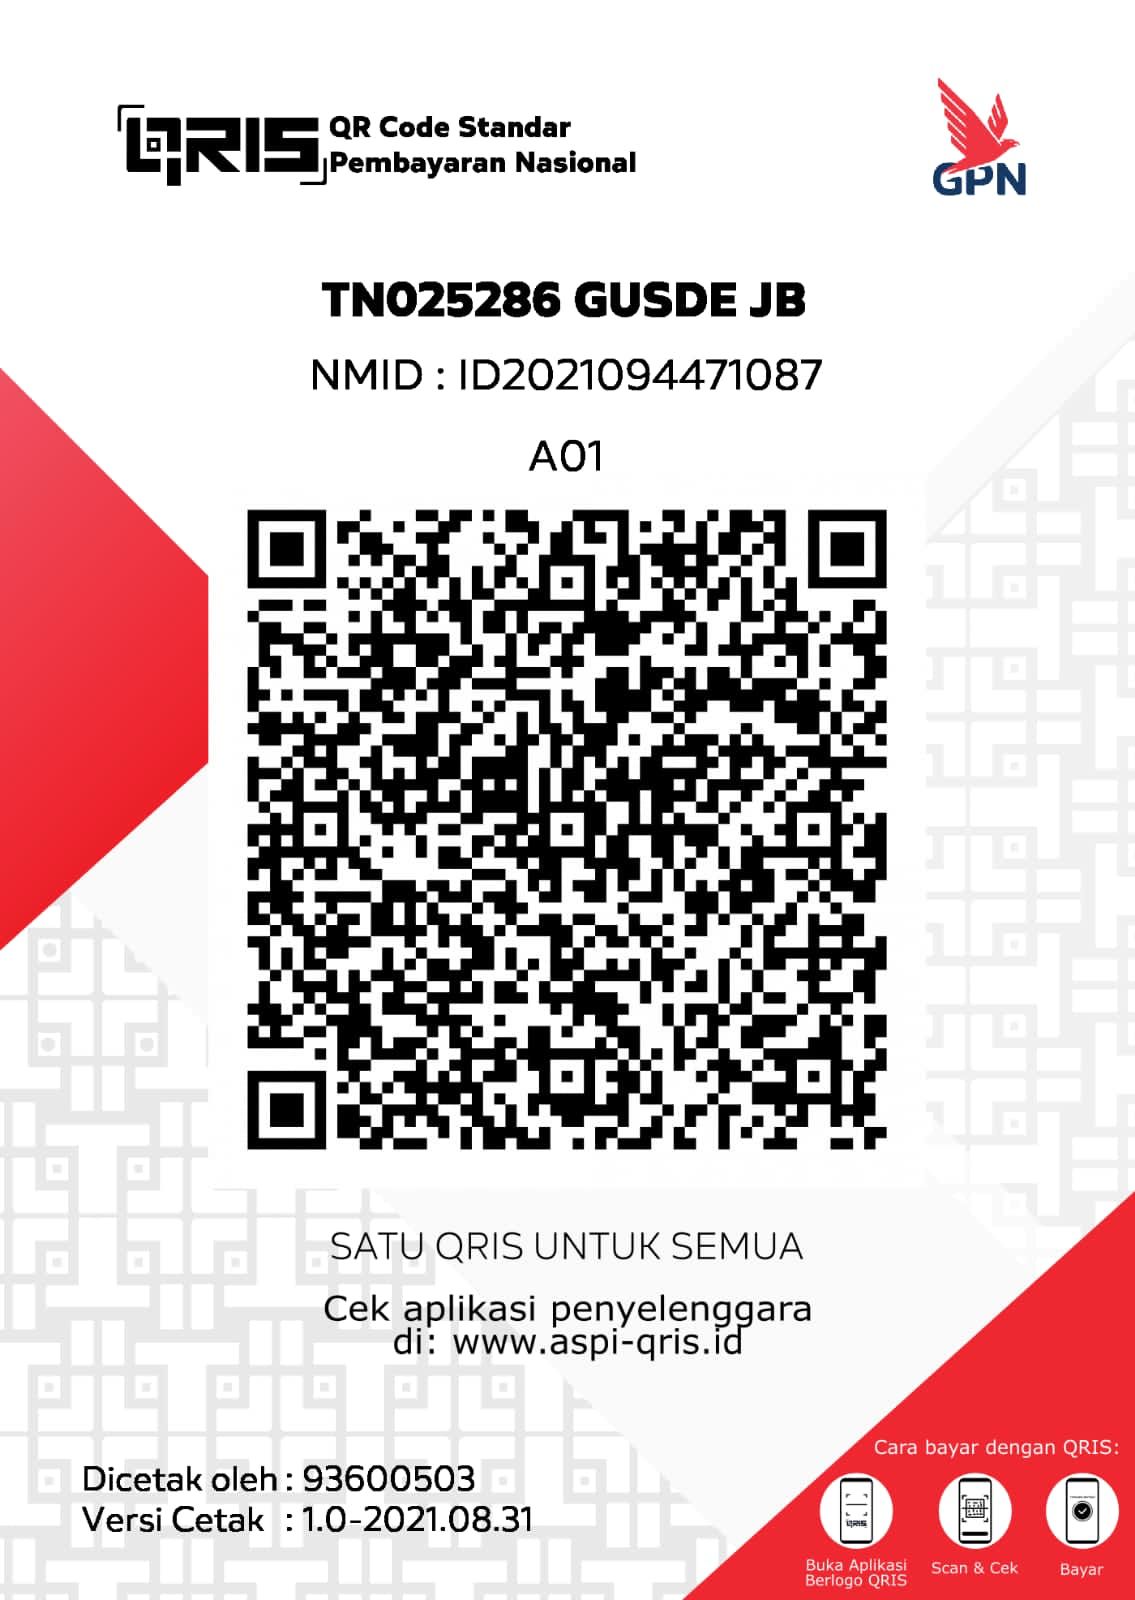 QRIS
QR Code Standar
Pembayaran Nasional
GPN
TN025286 GUSDE JB
NMID : ID2021094471087
A01
SATU QRIS UNTUK SEMUA
Cek aplikasi penyelenggara
di: www.aspi-qris.id
Dicetak oleh : 93600503
Versi Cetak : 1.0-2021.08.31
Cara bayar dengan QRIS:
QRIS
Buka Aplikasi
Berlogo QRIS
Scan & Cek
Bayar